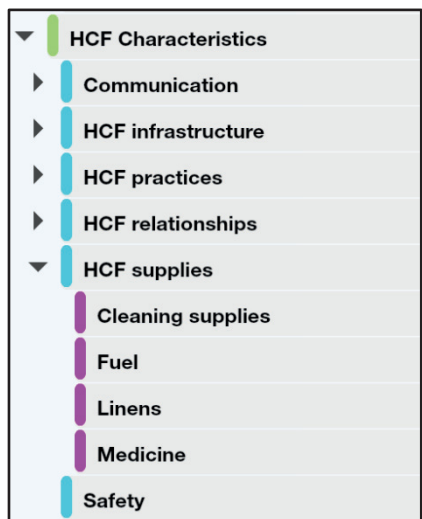 HCF Characteristics
Communication
HCF infrastructure
HCF practices
HCF relationships
HCF supplies
Cleaning supplies
Fuel
Linens
Medicine
Safety